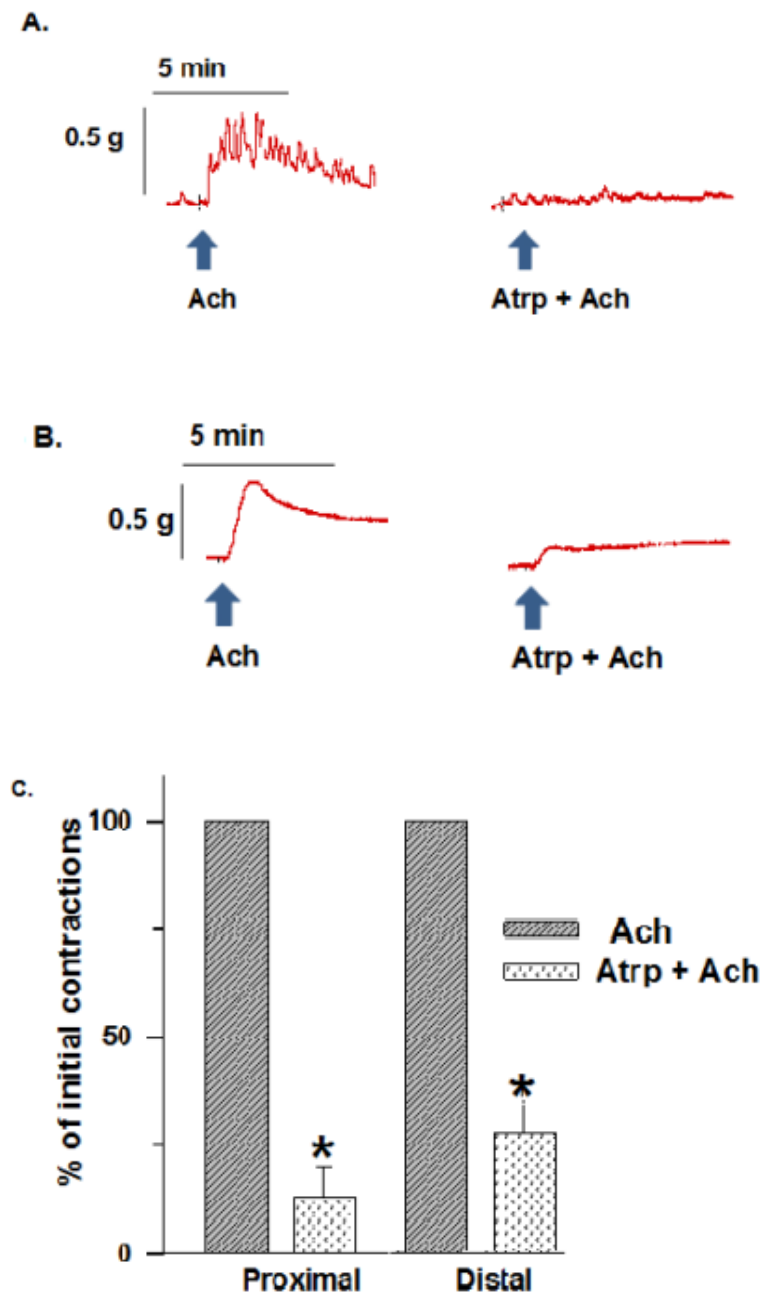 A.
5 min
0.5 g
Ach
Atrp + Ach
B.
5 min
0.5 g
Ach
Atrp + Ach
C.
% of initial contractions
100
50
0
*
*
Ach
Atrp + Ach
Proximal
Distal